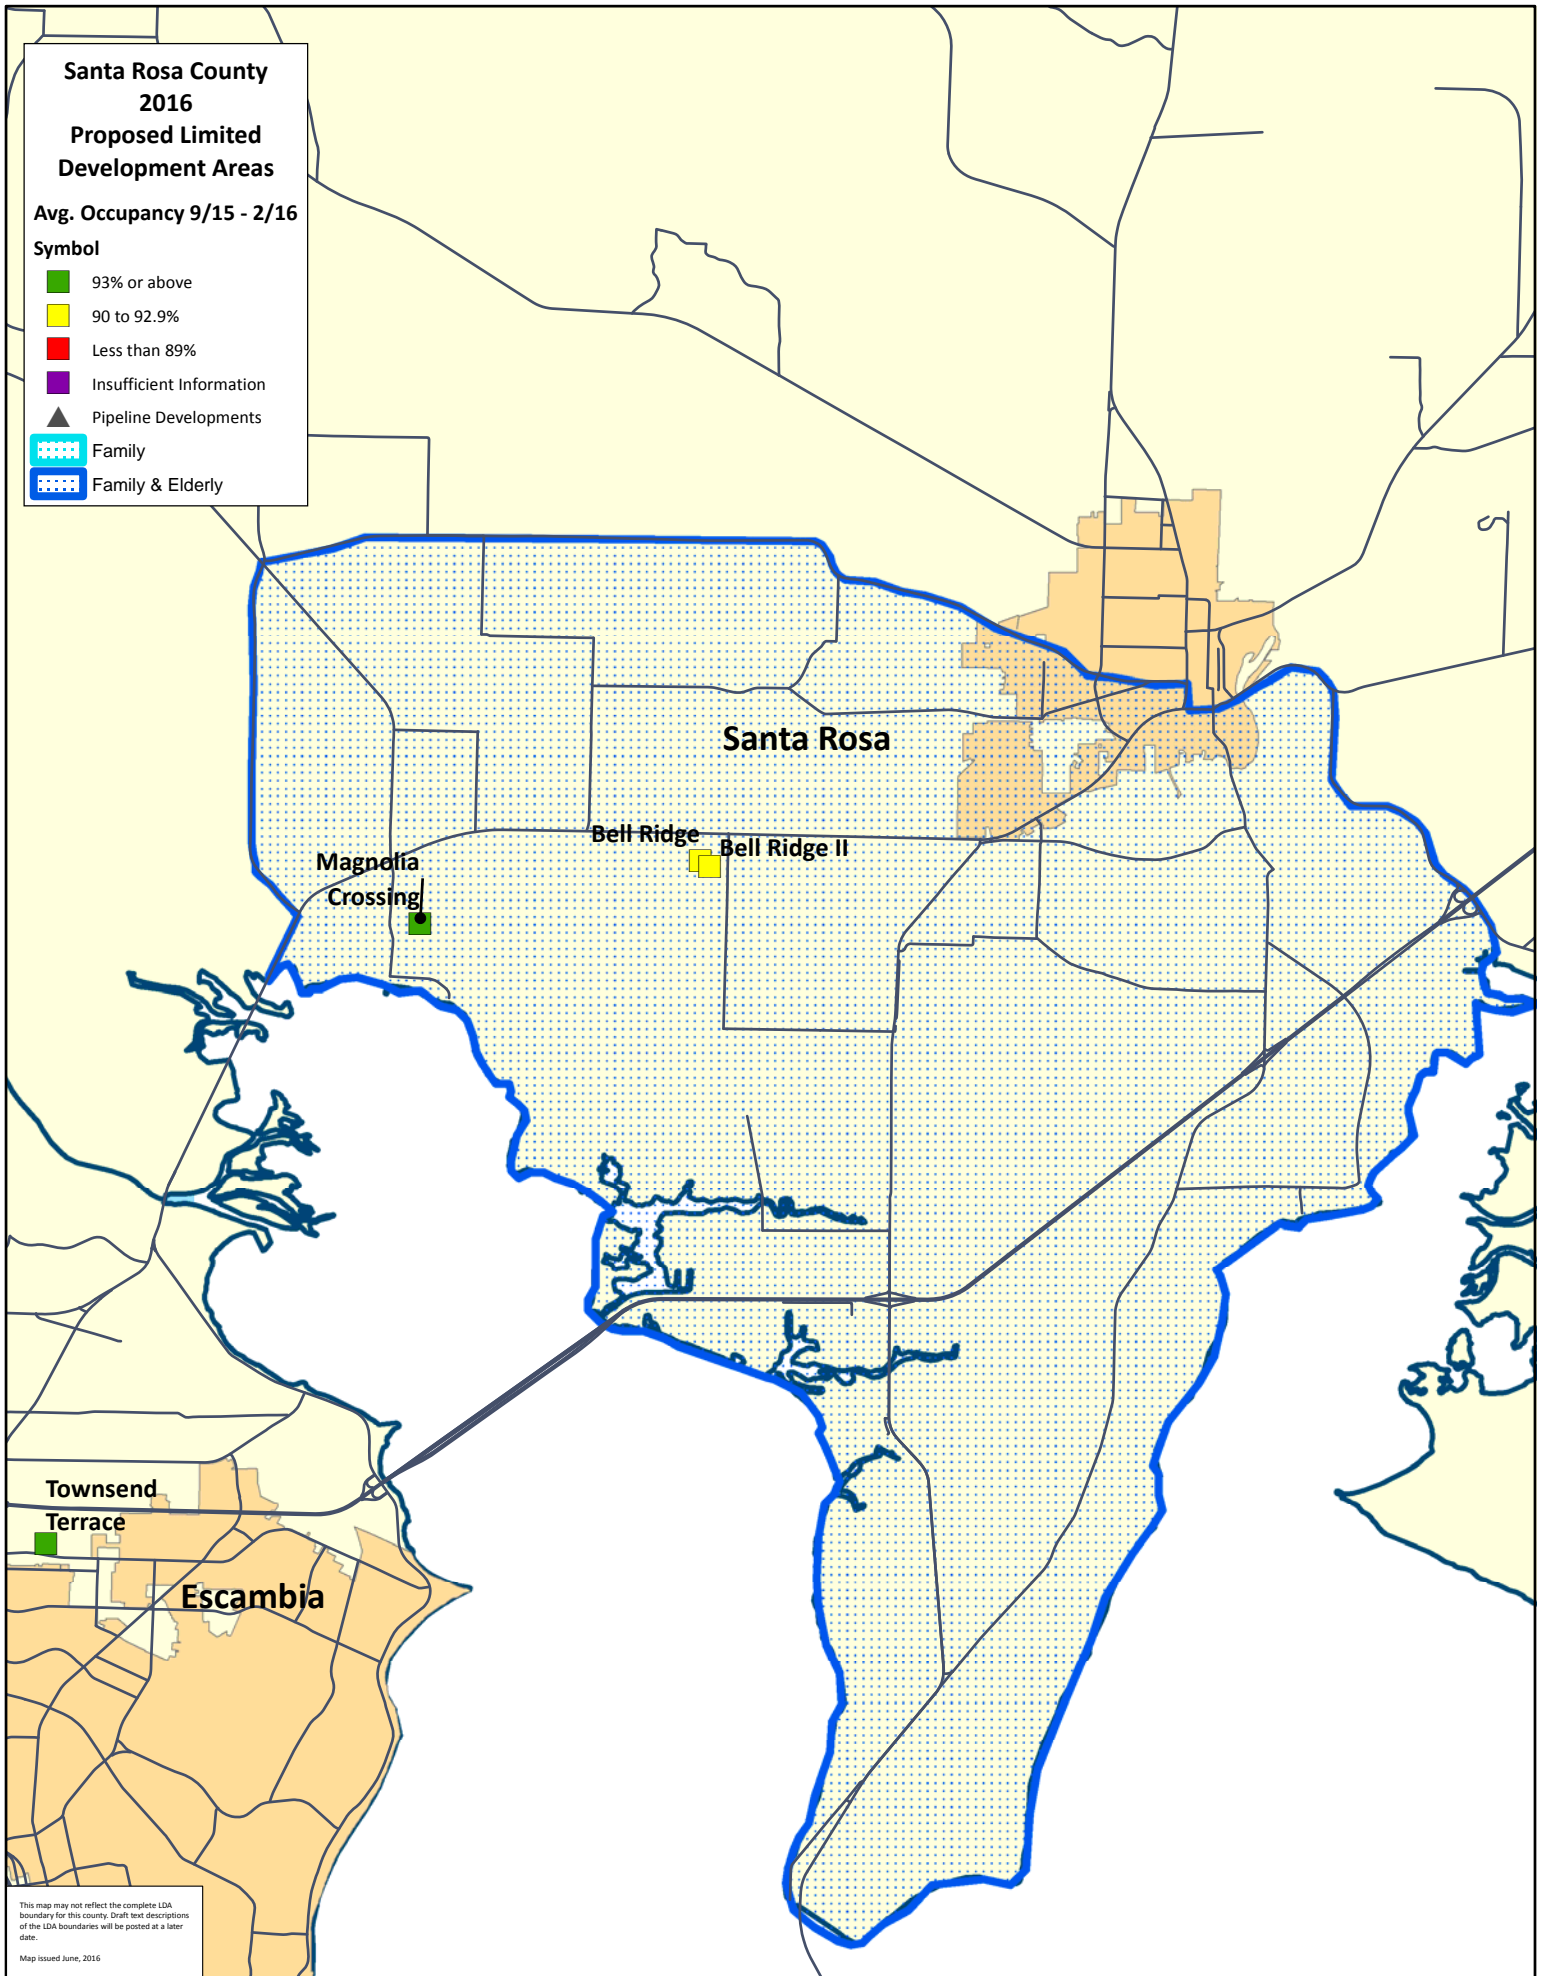 Santa Rosa County
2016
Proposed Limited
Development Areas
Avg. Occupancy 9/15 - 2/16
Symbol
93% or above
90 to 92.9%
Less than 89%
Insufficient Information
Pipeline Developments
Family
Family & Elderly
Santa Rosa
Bell Ridge
Bell Ridge II
Magnolia
Crossing
Townsend
Terrace
Escambia
This map may not reflect the complete LDA
boundary for this county. Draft text descriptions
of the LDA boundaries will be posted at a later
date.
Map issued June, 2016